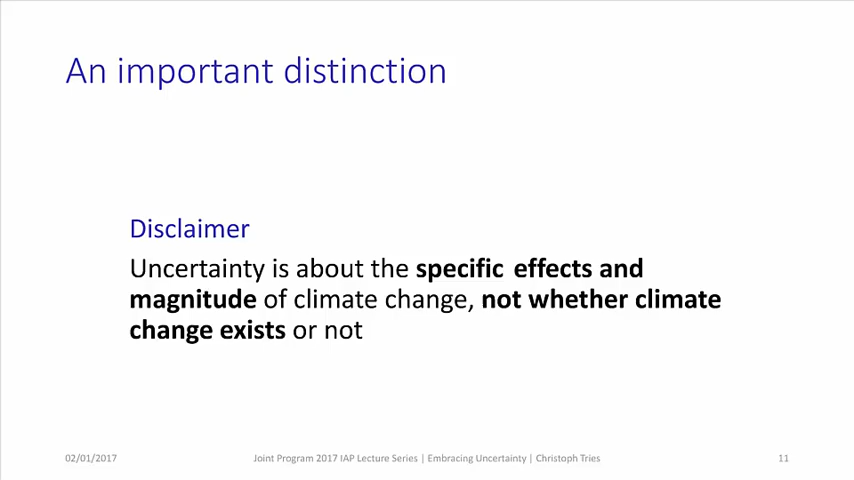 An important distinction
Disclaimer
Uncertainty is about the specific effects and
magnitude of climate change, not whether climate
change exists or not
02/01/2017
Joint Program 2017 IAP Lecture Series | Embracing Uncertainty | Christoph Tries
11